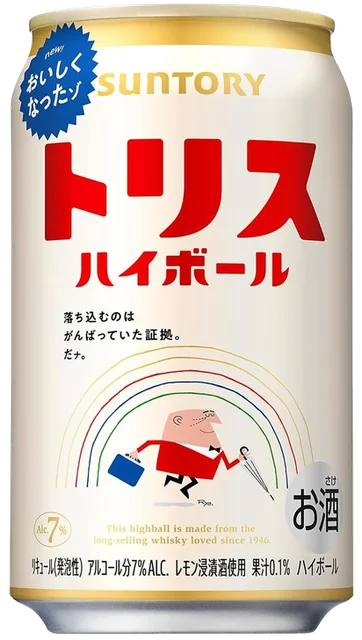 new!
おいしく
なったゾ
SUNTORY
トリス
ハイボール
落ち込むのは
がんばっていた証拠。
だナ。
Alc.7%
さけ
お酒
This highball is made from the
long-selling whisky loved since 1946.
リキュール(発泡性) アルコール分7%ALC. レモン浸漬酒使用 果汁0.1% ハイボール